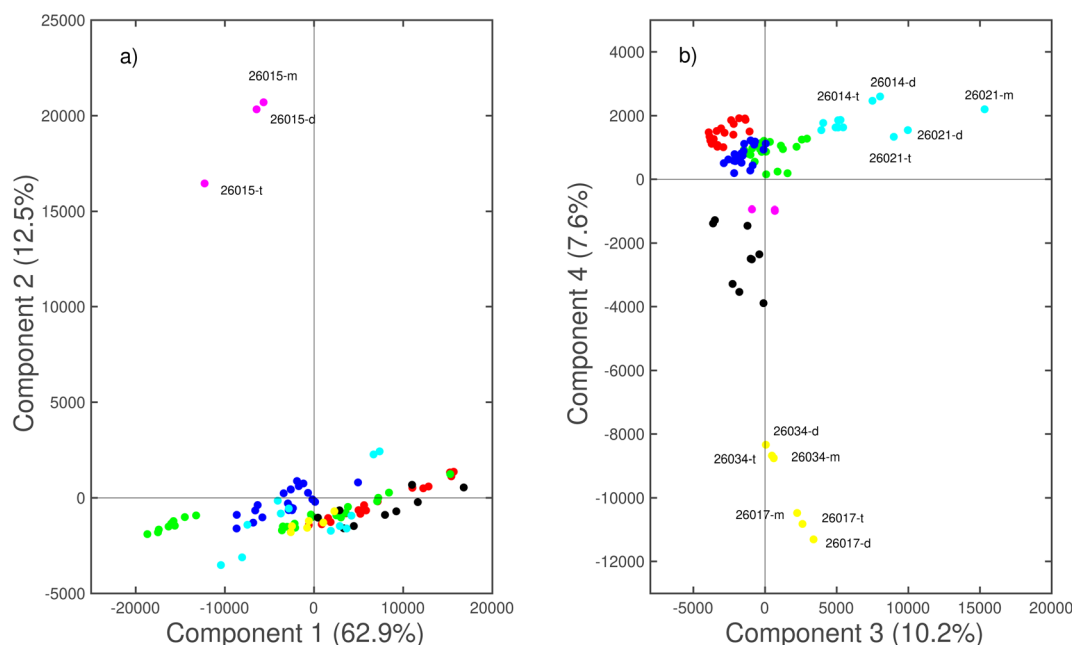 a)
25000
20000
15000
10000
5000
0
-5000
-20000 -10000 0 10000 20000
Component 1 (62.9%)
Component 2 (12.5%)
26015-m
26015-d
26015-t
b)
4000
2000
0
-2000
-4000
-6000
-8000
-10000
-12000
-5000 0 5000 10000 15000 20000
Component 3 (10.2%)
Component 4 (7.6%)
26014-d
26014-t
26021-m
26021-d
26021-t
26034-d
26034-t
26034-m
26017-m
26017-t
26017-d